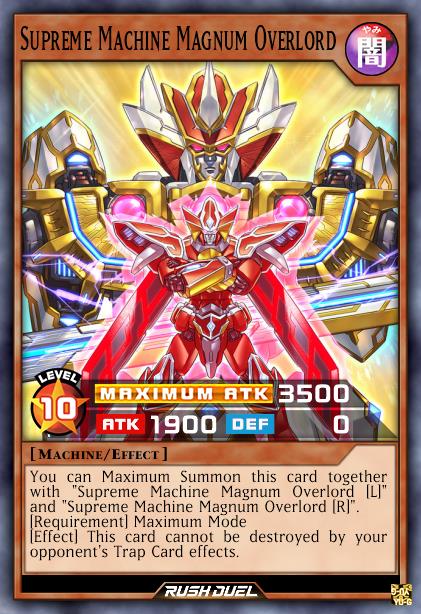 SUPREME MACHINE MAGNUM OVERLORD
やみ
闇
LEVEL
10
MAXIMUM ATK 3500
ATK 1900 DEF 0
[MACHINE/EFFECT]
You can Maximum Summon this card together
with "Supreme Machine Magnum Overlord [L]"
and "Supreme Machine Magnum Overlord [R]".
[Requirement] Maximum Mode
[Effect] This card cannot be destroyed by your
opponent's Trap Card effects.
RUSH DUEL